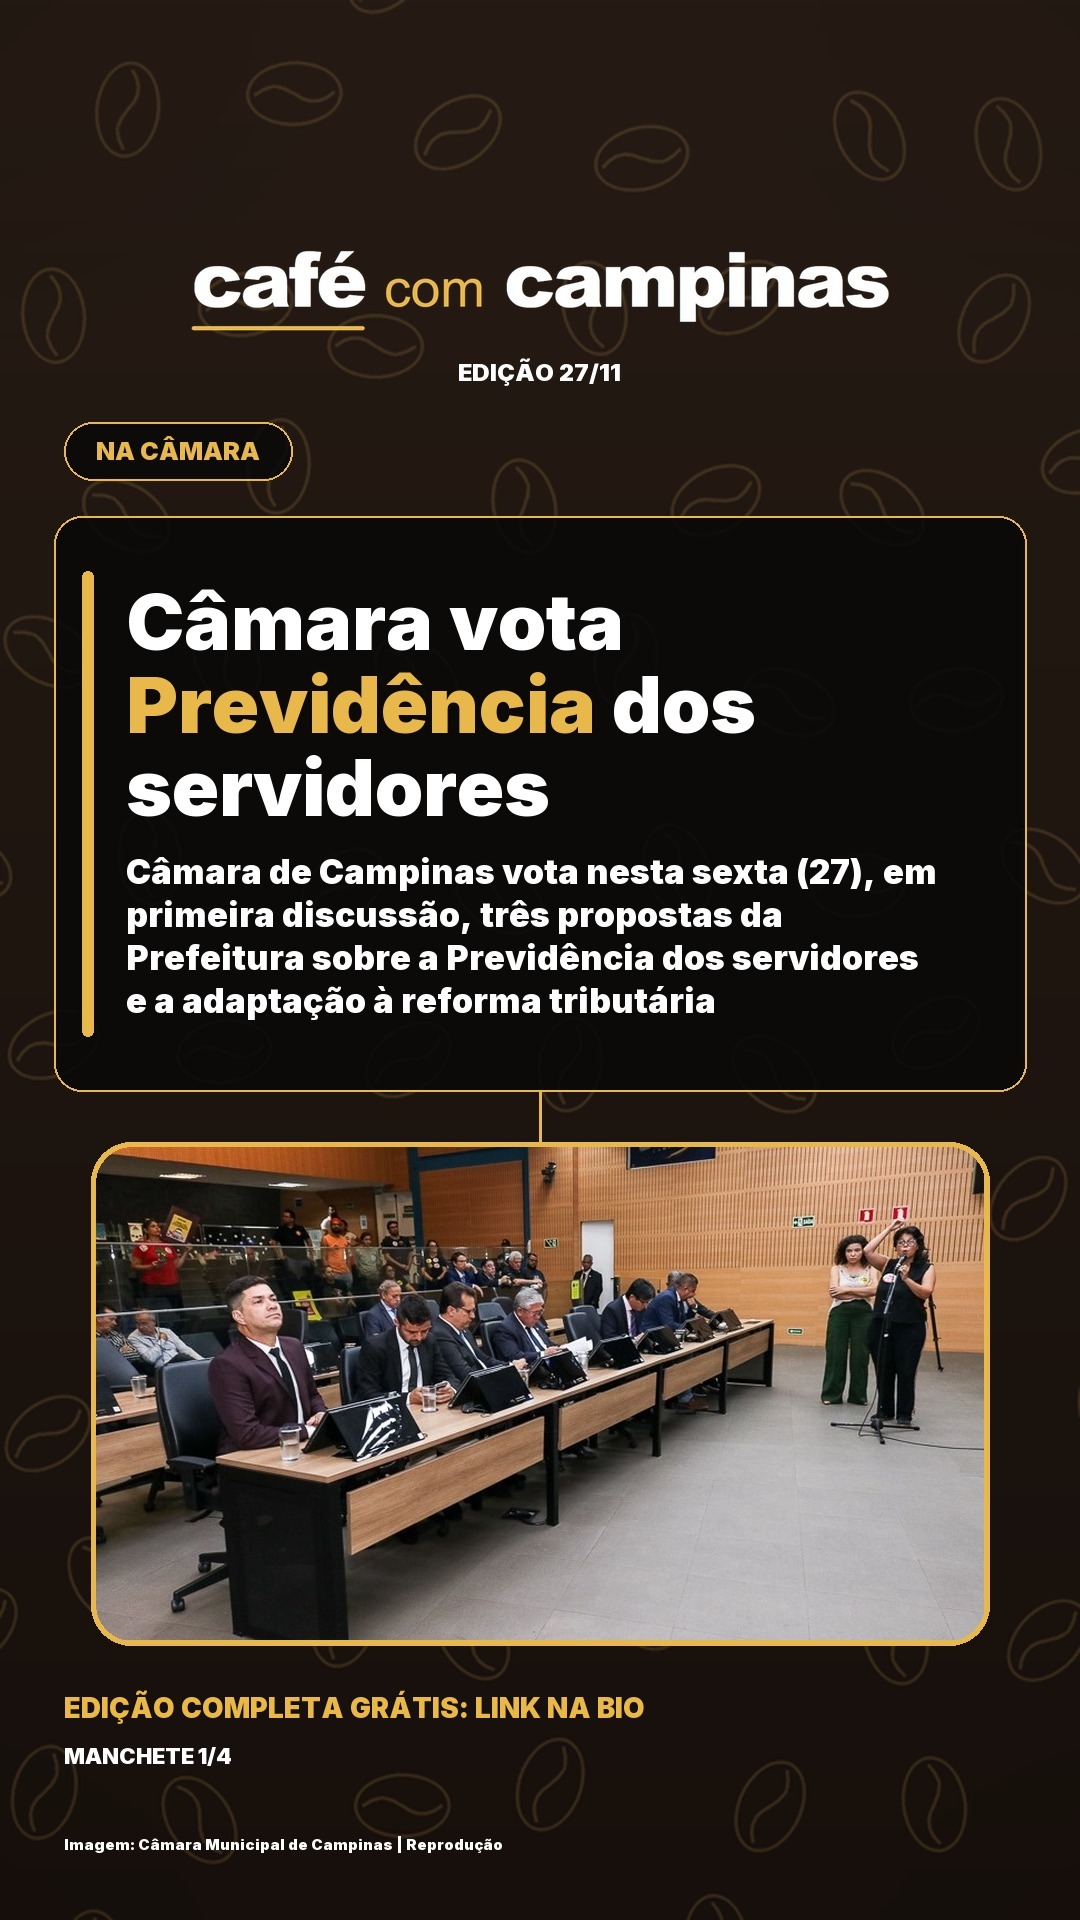 café com campinas
EDIÇÃO 27/11
NA CÂMARA
Câmara vota
Previdência dos
servidores
Câmara de Campinas vota nesta sexta (27), em
primeira discussão, três propostas da
Prefeitura sobre a Previdência dos servidores
e a adaptação à reforma tributária
EDIÇÃO COMPLETA GRÁTIS: LINK NA BIO
MANCHETE 1/4
Imagem: Câmara Municipal de Campinas | Reprodução